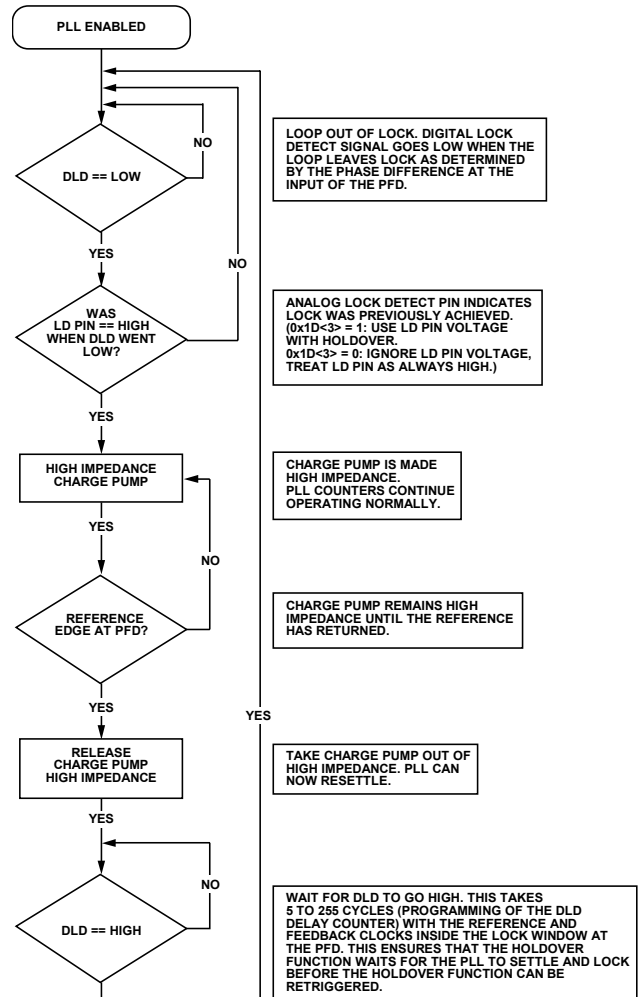 PLL ENABLED
NO
DLD == LOW
LOOP OUT OF LOCK. DIGITAL LOCK
DETECT SIGNAL GOES LOW WHEN THE
LOOP LEAVES LOCK AS DETERMINED
BY THE PHASE DIFFERENCE AT THE
INPUT OF THE PFD.
YES
NO
WAS
LD PIN == HIGH
WHEN DLD WENT
LOW?
ANALOG LOCK DETECT PIN INDICATES
LOCK WAS PREVIOUSLY ACHIEVED.
(0x1D<3> = 1: USE LD PIN VOLTAGE
WITH HOLDOVER.
0x1D<3> = 0: IGNORE LD PIN VOLTAGE,
TREAT LD PIN AS ALWAYS HIGH.)
YES
HIGH IMPEDANCE
CHARGE PUMP
CHARGE PUMP IS MADE
HIGH IMPEDANCE.
PLL COUNTERS CONTINUE
OPERATING NORMALLY.
YES
NO
REFERENCE
EDGE AT PFD?
CHARGE PUMP REMAINS HIGH
IMPEDANCE UNTIL THE REFERENCE
HAS RETURNED.
YES
YES
RELEASE
CHARGE PUMP
HIGH IMPEDANCE
TAKE CHARGE PUMP OUT OF
HIGH IMPEDANCE. PLL CAN
NOW RESETTLE.
YES
NO
DLD == HIGH
WAIT FOR DLD TO GO HIGH. THIS TAKES
5 TO 255 CYCLES (PROGRAMMING OF THE DLD
DELAY COUNTER) WITH THE REFERENCE AND
FEEDBACK CLOCKS INSIDE THE LOCK WINDOW AT
THE PFD. THIS ENSURES THAT THE HOLDOVER
FUNCTION WAITS FOR THE PLL TO SETTLE AND LOCK
BEFORE THE HOLDOVER FUNCTION CAN BE
RETRIGGERED.